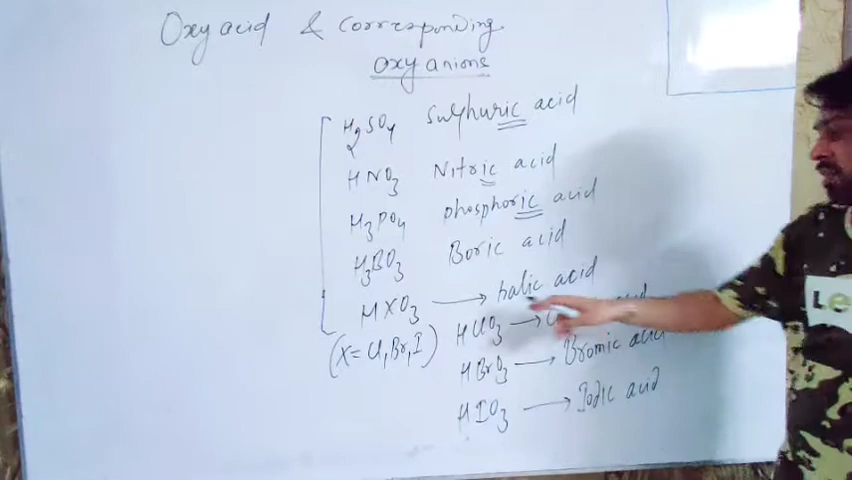 Oxy acid & corresponding
oxy anions
H2SO4 Sulphuric acid
HNO3 Nitric acid
H3PO4 phosphoric acid
H3BO3 Boric acid
HXO3 → halic acid
(X = Cl, Br, I) HClO3 →
HBrO3 → Bromic acid
HIO3 → Iodic acid
Le